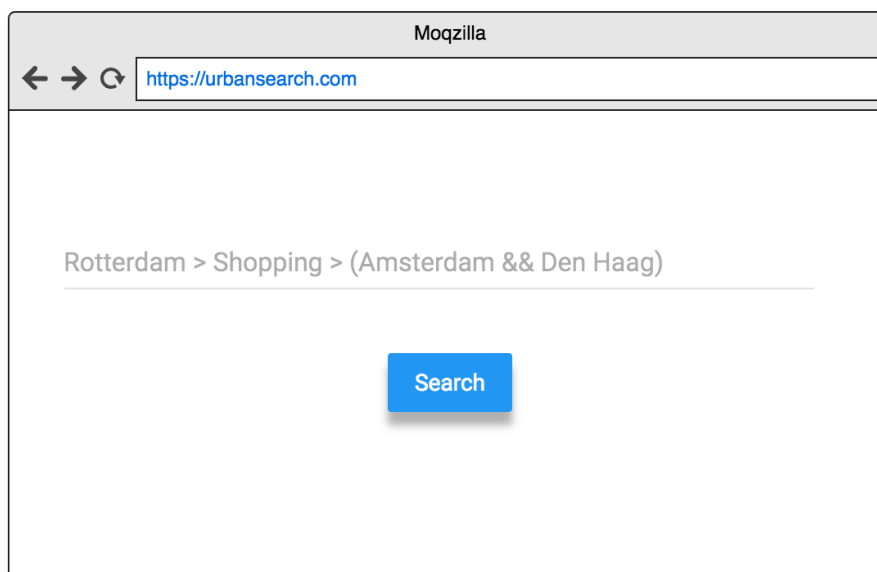 Moqzilla
https://urbansearch.com
Rotterdam > Shopping > (Amsterdam && Den Haag)
Search